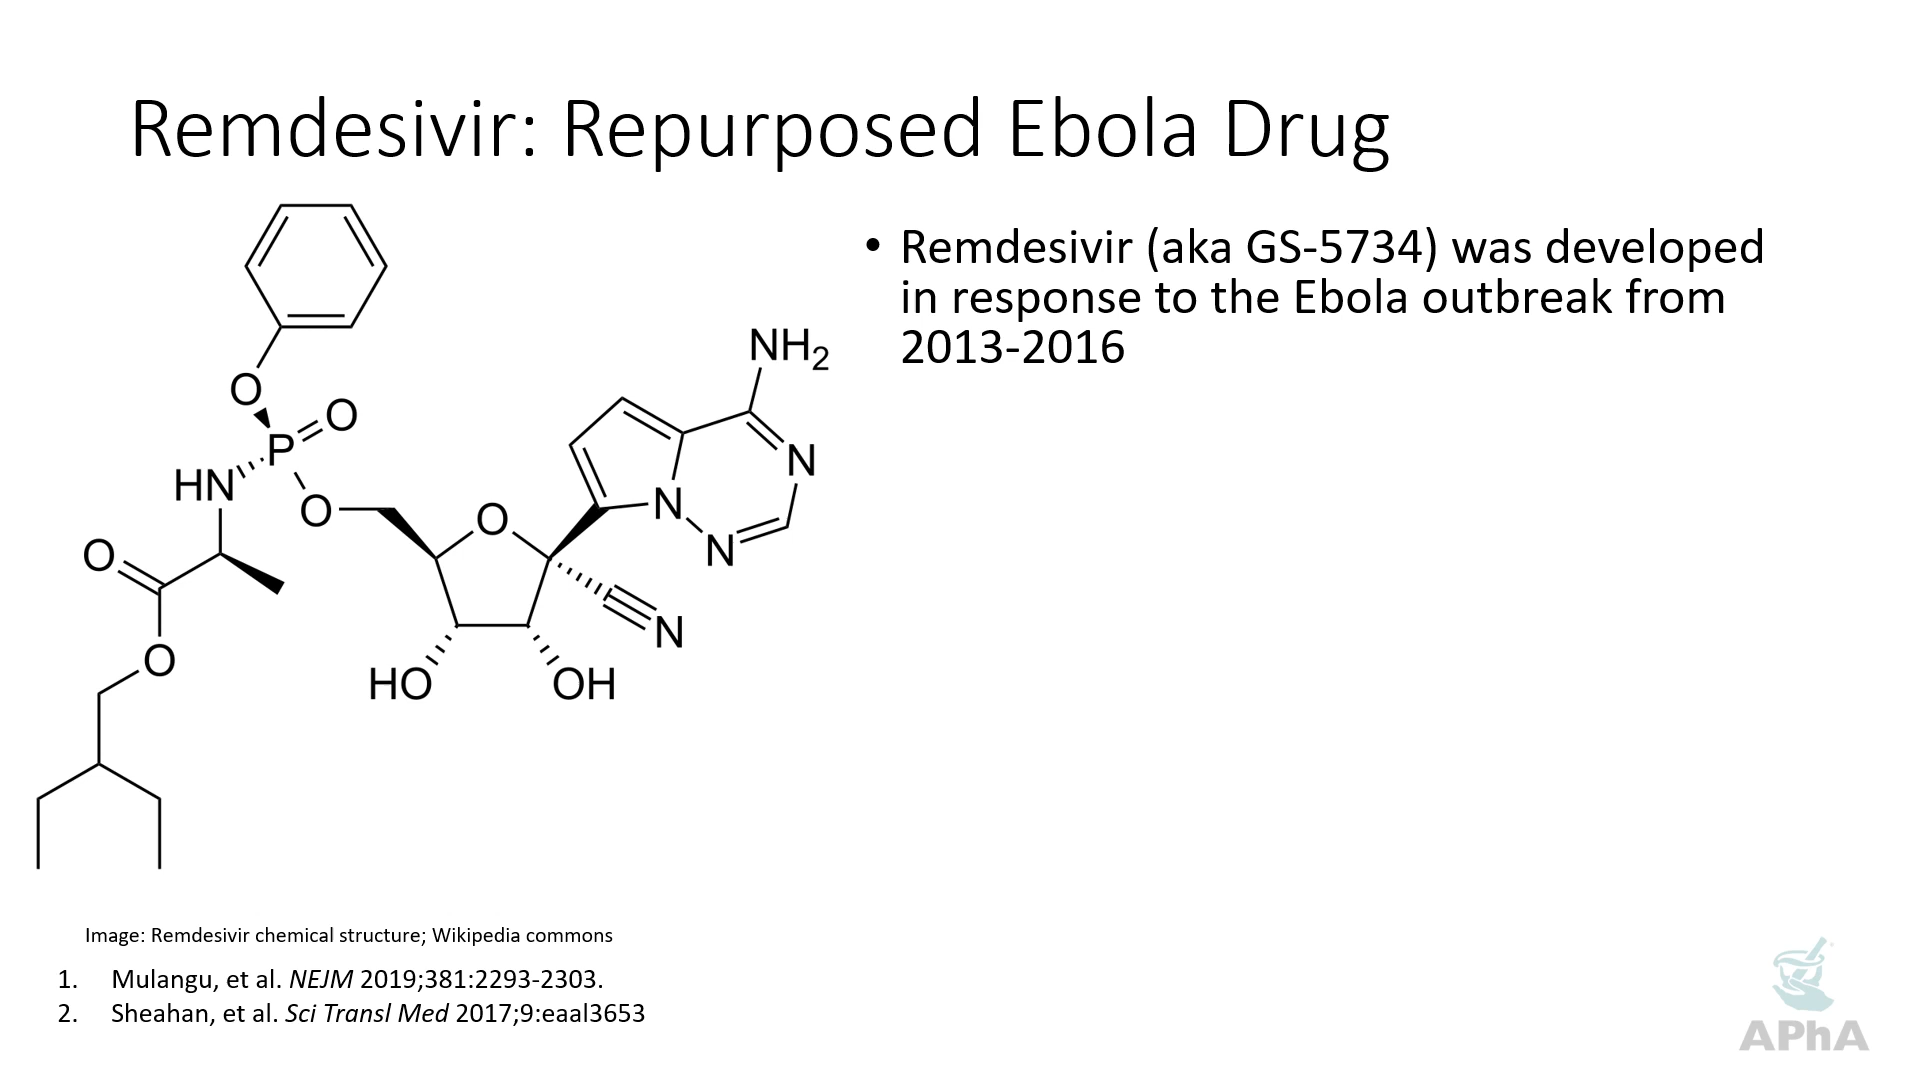 Remdesivir: Repurposed Ebola Drug
• Remdesivir (aka GS-5734) was developed
in response to the Ebola outbreak from
2013-2016
O
P
O
HN
O
O
O
O
HO
OH
N
N
N
N
NH2
Image: Remdesivir chemical structure; Wikipedia commons
1. Mulangu, et al. NEJM 2019;381:2293-2303.
2. Sheahan, et al. Sci Transl Med 2017;9:eaal3653
APhA